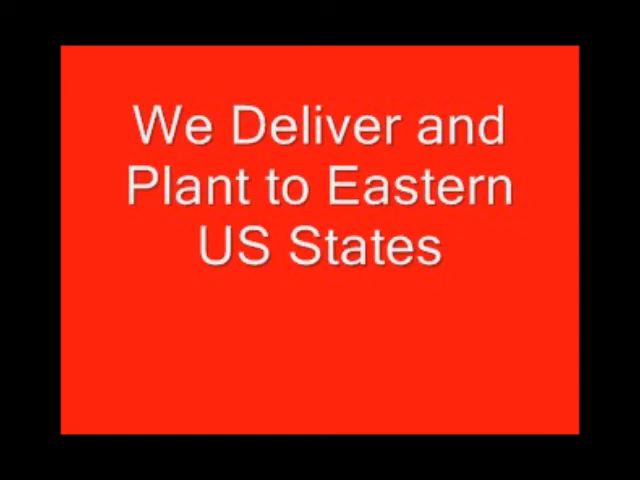 We Deliver and
Plant to Eastern
US States